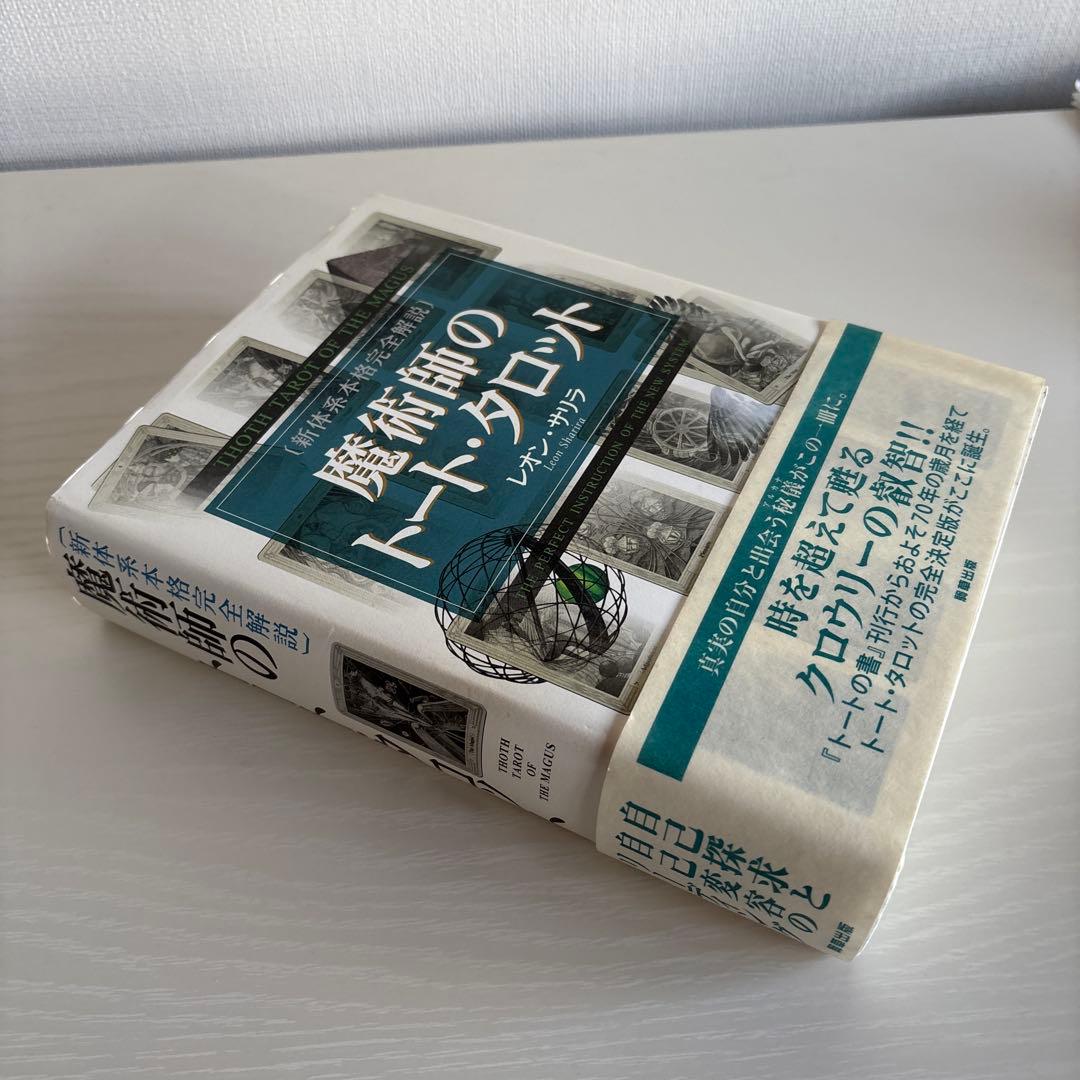 THOTH TAROT OF THE MAGUS
〔新体系本格完全解説〕
魔術師の
トート・タロット
レオン・サリラ
Leon Sharira
THE PERFECT INSTRUCTION OF THE NEW SYSTEM
真実の自分と出会う秘儀がこの一冊に。
アルカナ
時を超えて甦る
クロウリーの叡智!!
『トートの書』刊行からおよそ70年の歳月を経て
トート・タロットの完全決定版がここに誕生。
〔新体系本格完全解説〕
魔術師の
THOTH
TAROT
OF
THE MAGUS
自己探求と
自己変容の